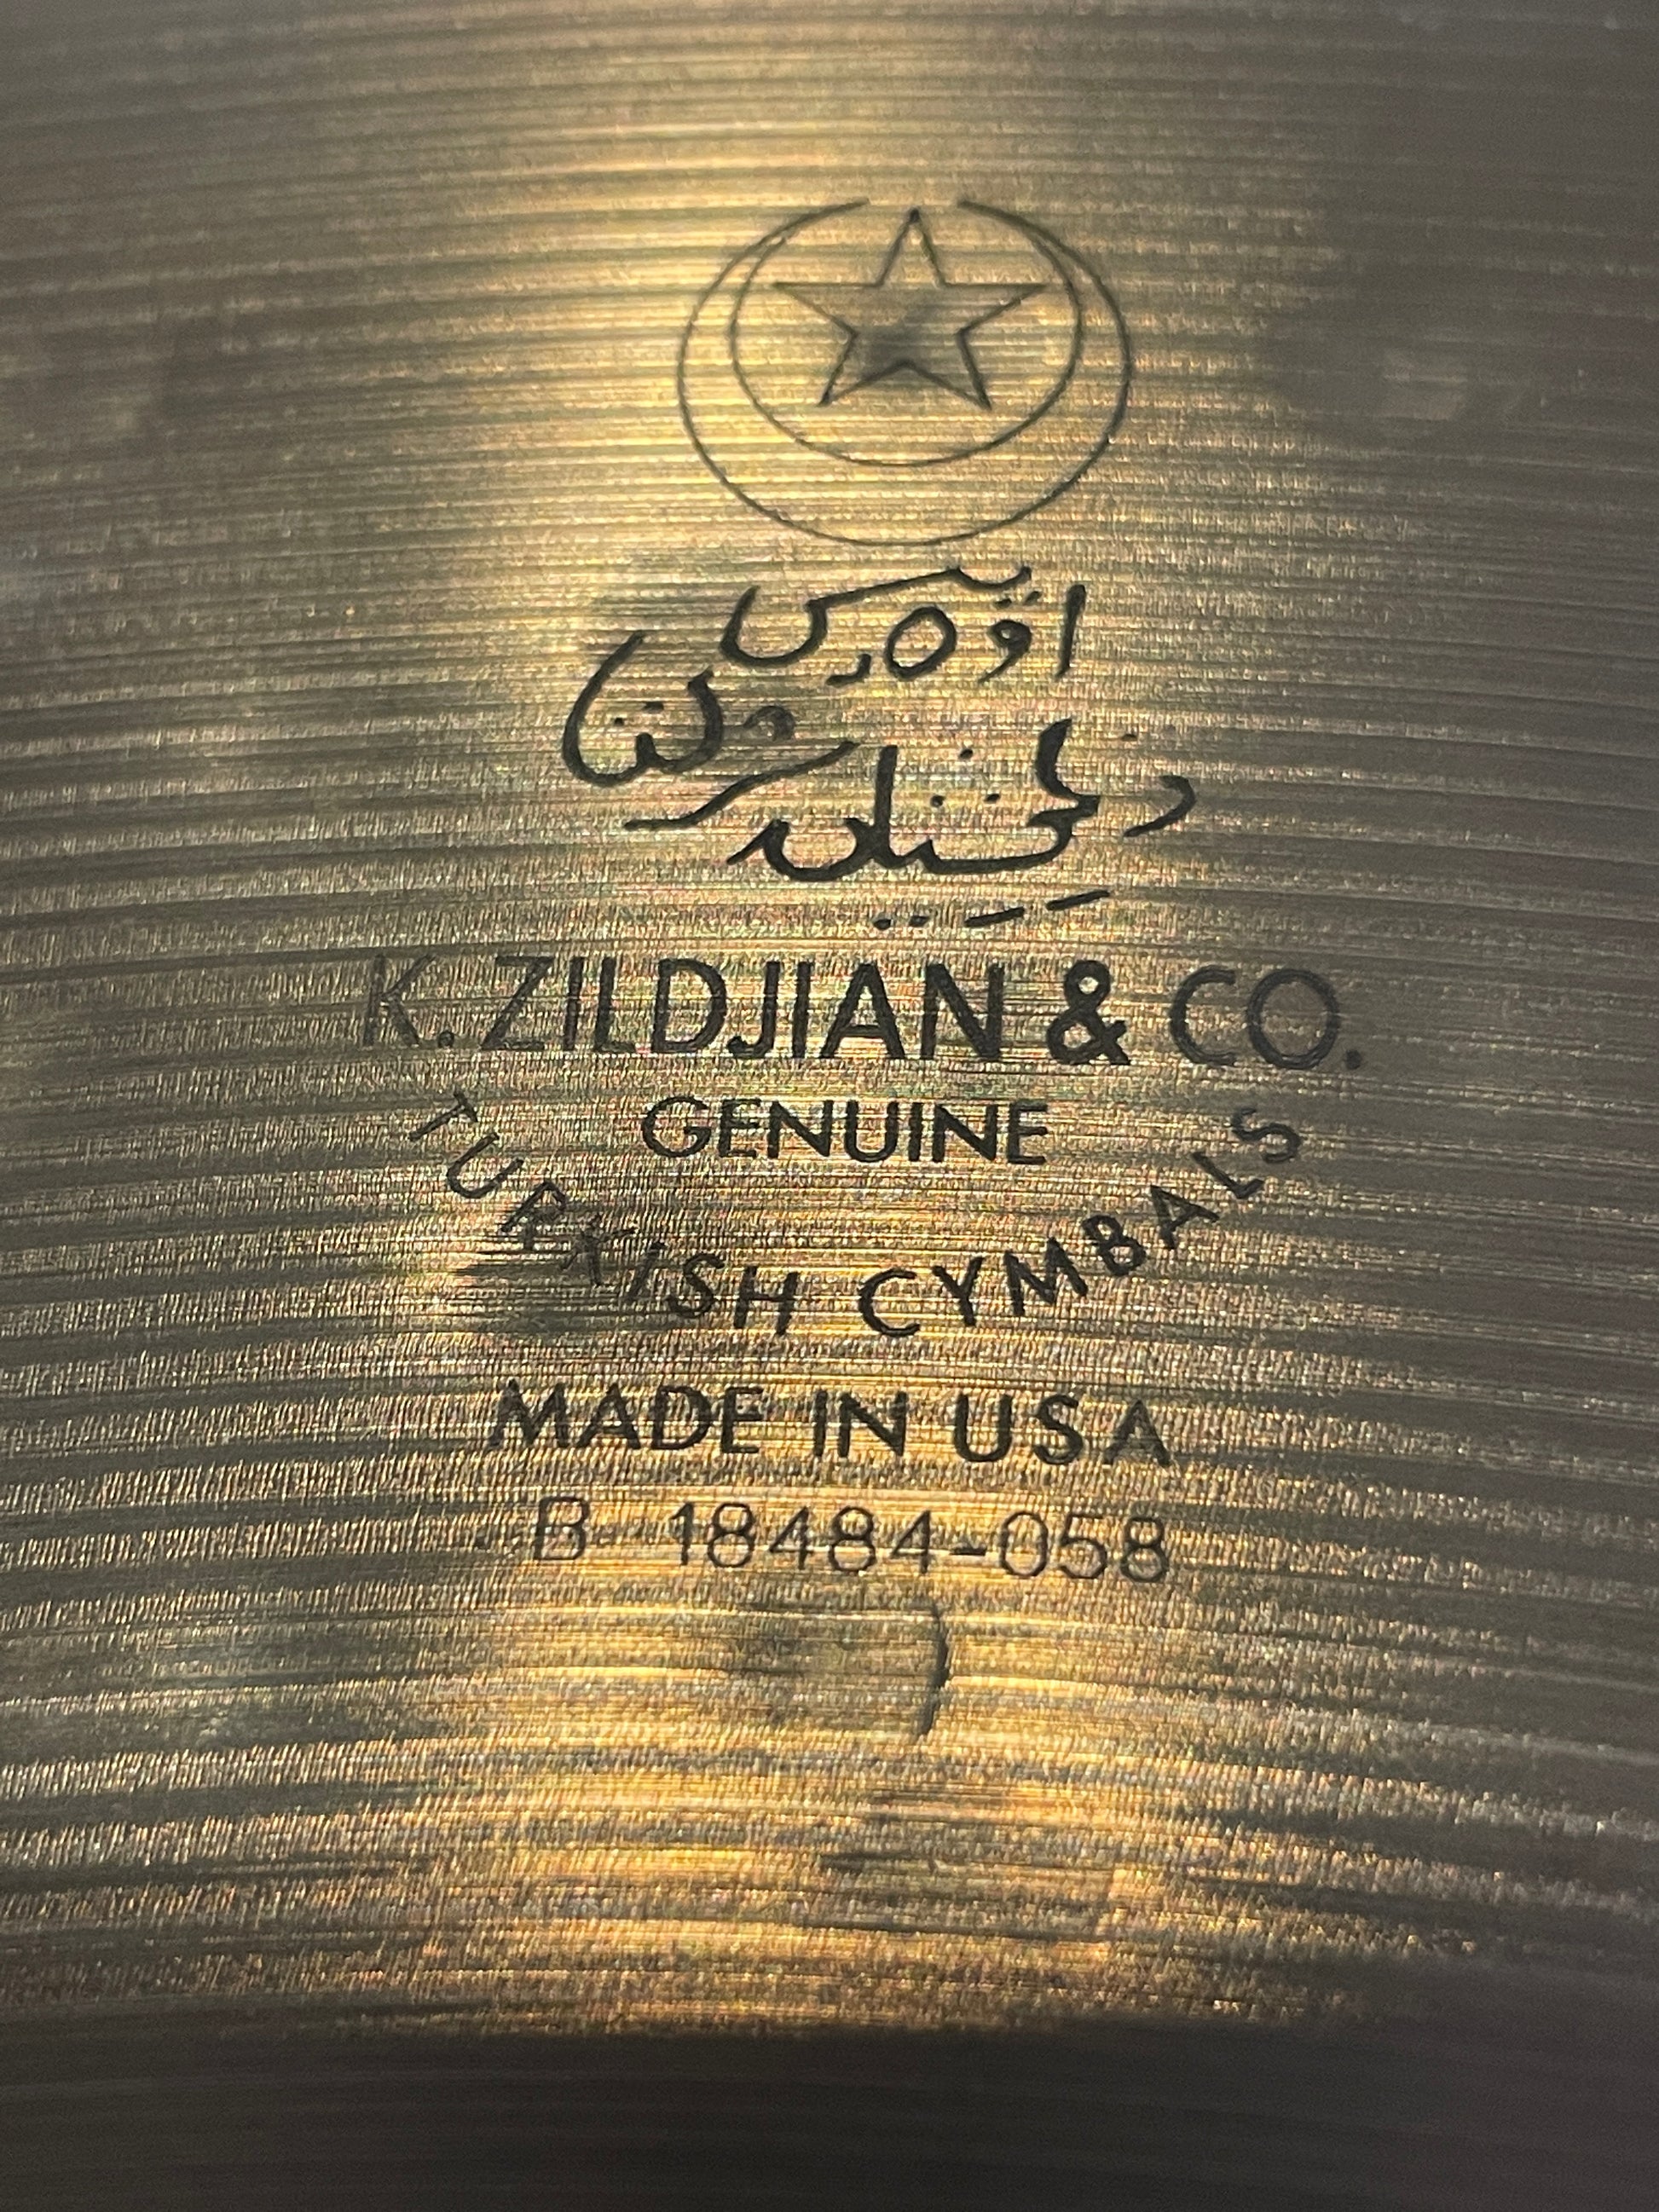 K. ZILDJIAN & CO.
GENUINE
TURKISH CYMBALS
MADE IN USA
B 18484-058